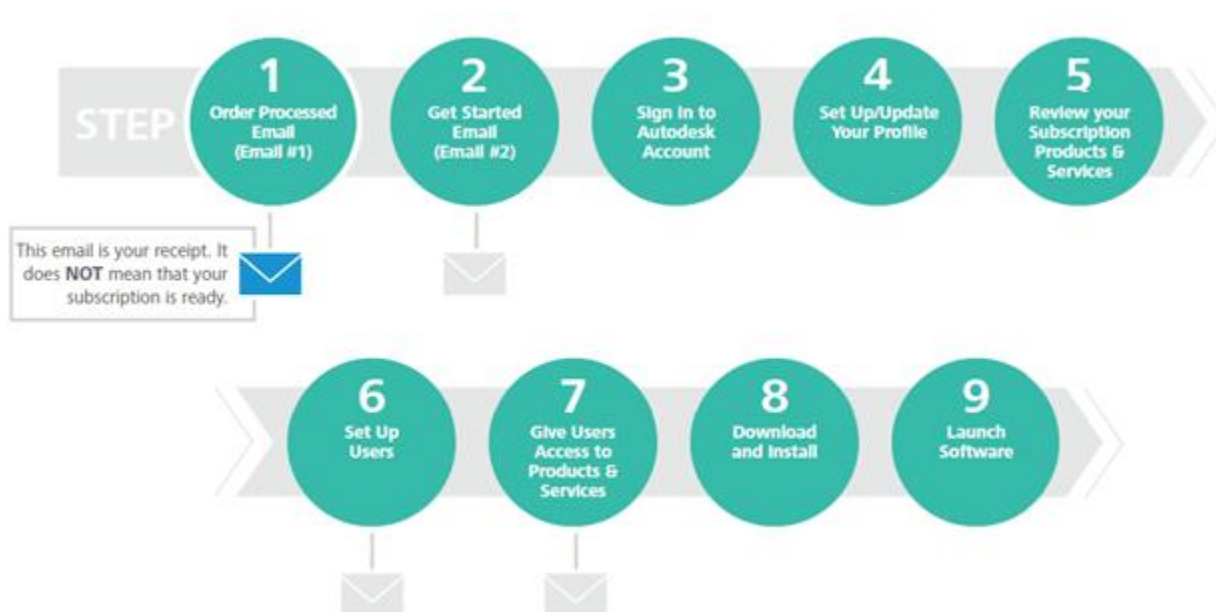 STEP
1
Order Processed
Email
(Email #1)
2
Get Started
Email
(Email #2)
3
Sign In to
Autodesk
Account
4
Set Up/Update
Your Profile
5
Review your
Subscription
Products &
Services
This email is your receipt. It
does NOT mean that your
subscription is ready.
6
Set Up
Users
7
Give Users
Access to
Products &
Services
8
Download
and Install
9
Launch
Software